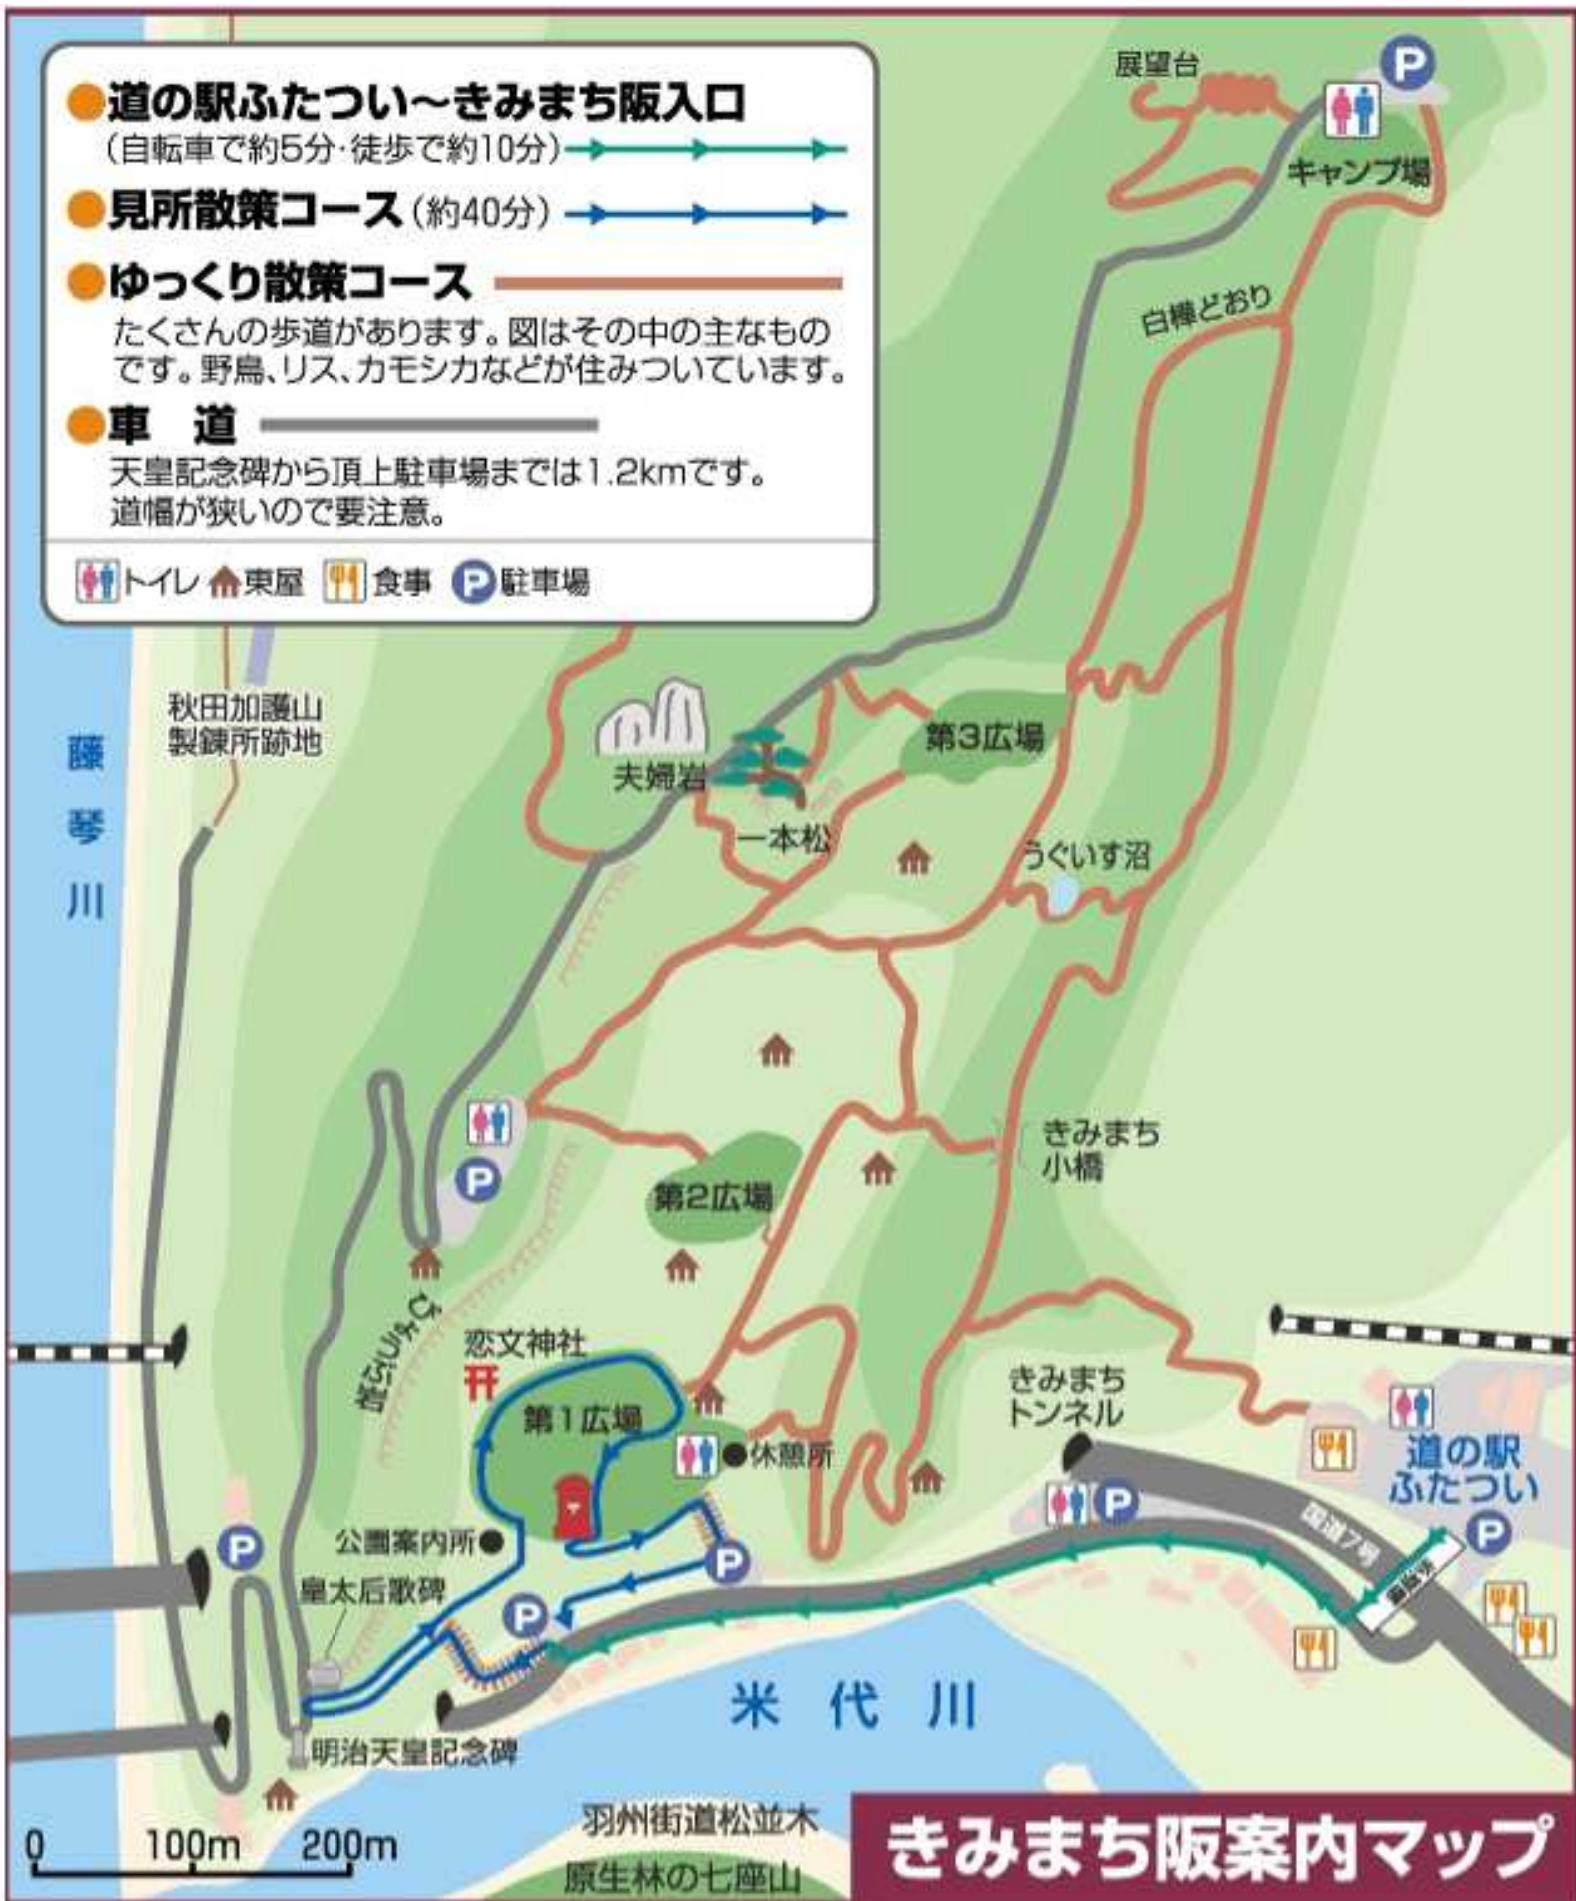 ●道の駅ふたつい～きみまち阪入口
（自転車で約5分・徒歩で約10分）
●見所散策コース（約40分）
●ゆっくり散策コース
たくさんの歩道があります。図はその中の主なもの
です。野鳥、リス、カモシカなどが住みついています。
●車　道
天皇記念碑から頂上駐車場までは1.2kmです。
道幅が狭いので要注意。
トイレ 東屋 食事 P 駐車場
展望台
P
キャンプ場
白樺どおり
秋田加護山
製錬所跡地
藤琴川
夫婦岩
一本松
第3広場
うぐいす沼
きみまち
小橋
P
第2広場
恋文神社
第1広場
休憩所
きみまち
トンネル
道の駅
ふたつい
P
P
国道7号
公園案内所
P
P
P
皇太后歌碑
明治天皇記念碑
米代川
羽州街道松並木
原生林の七座山
0 100m 200m
きみまち阪案内マップ